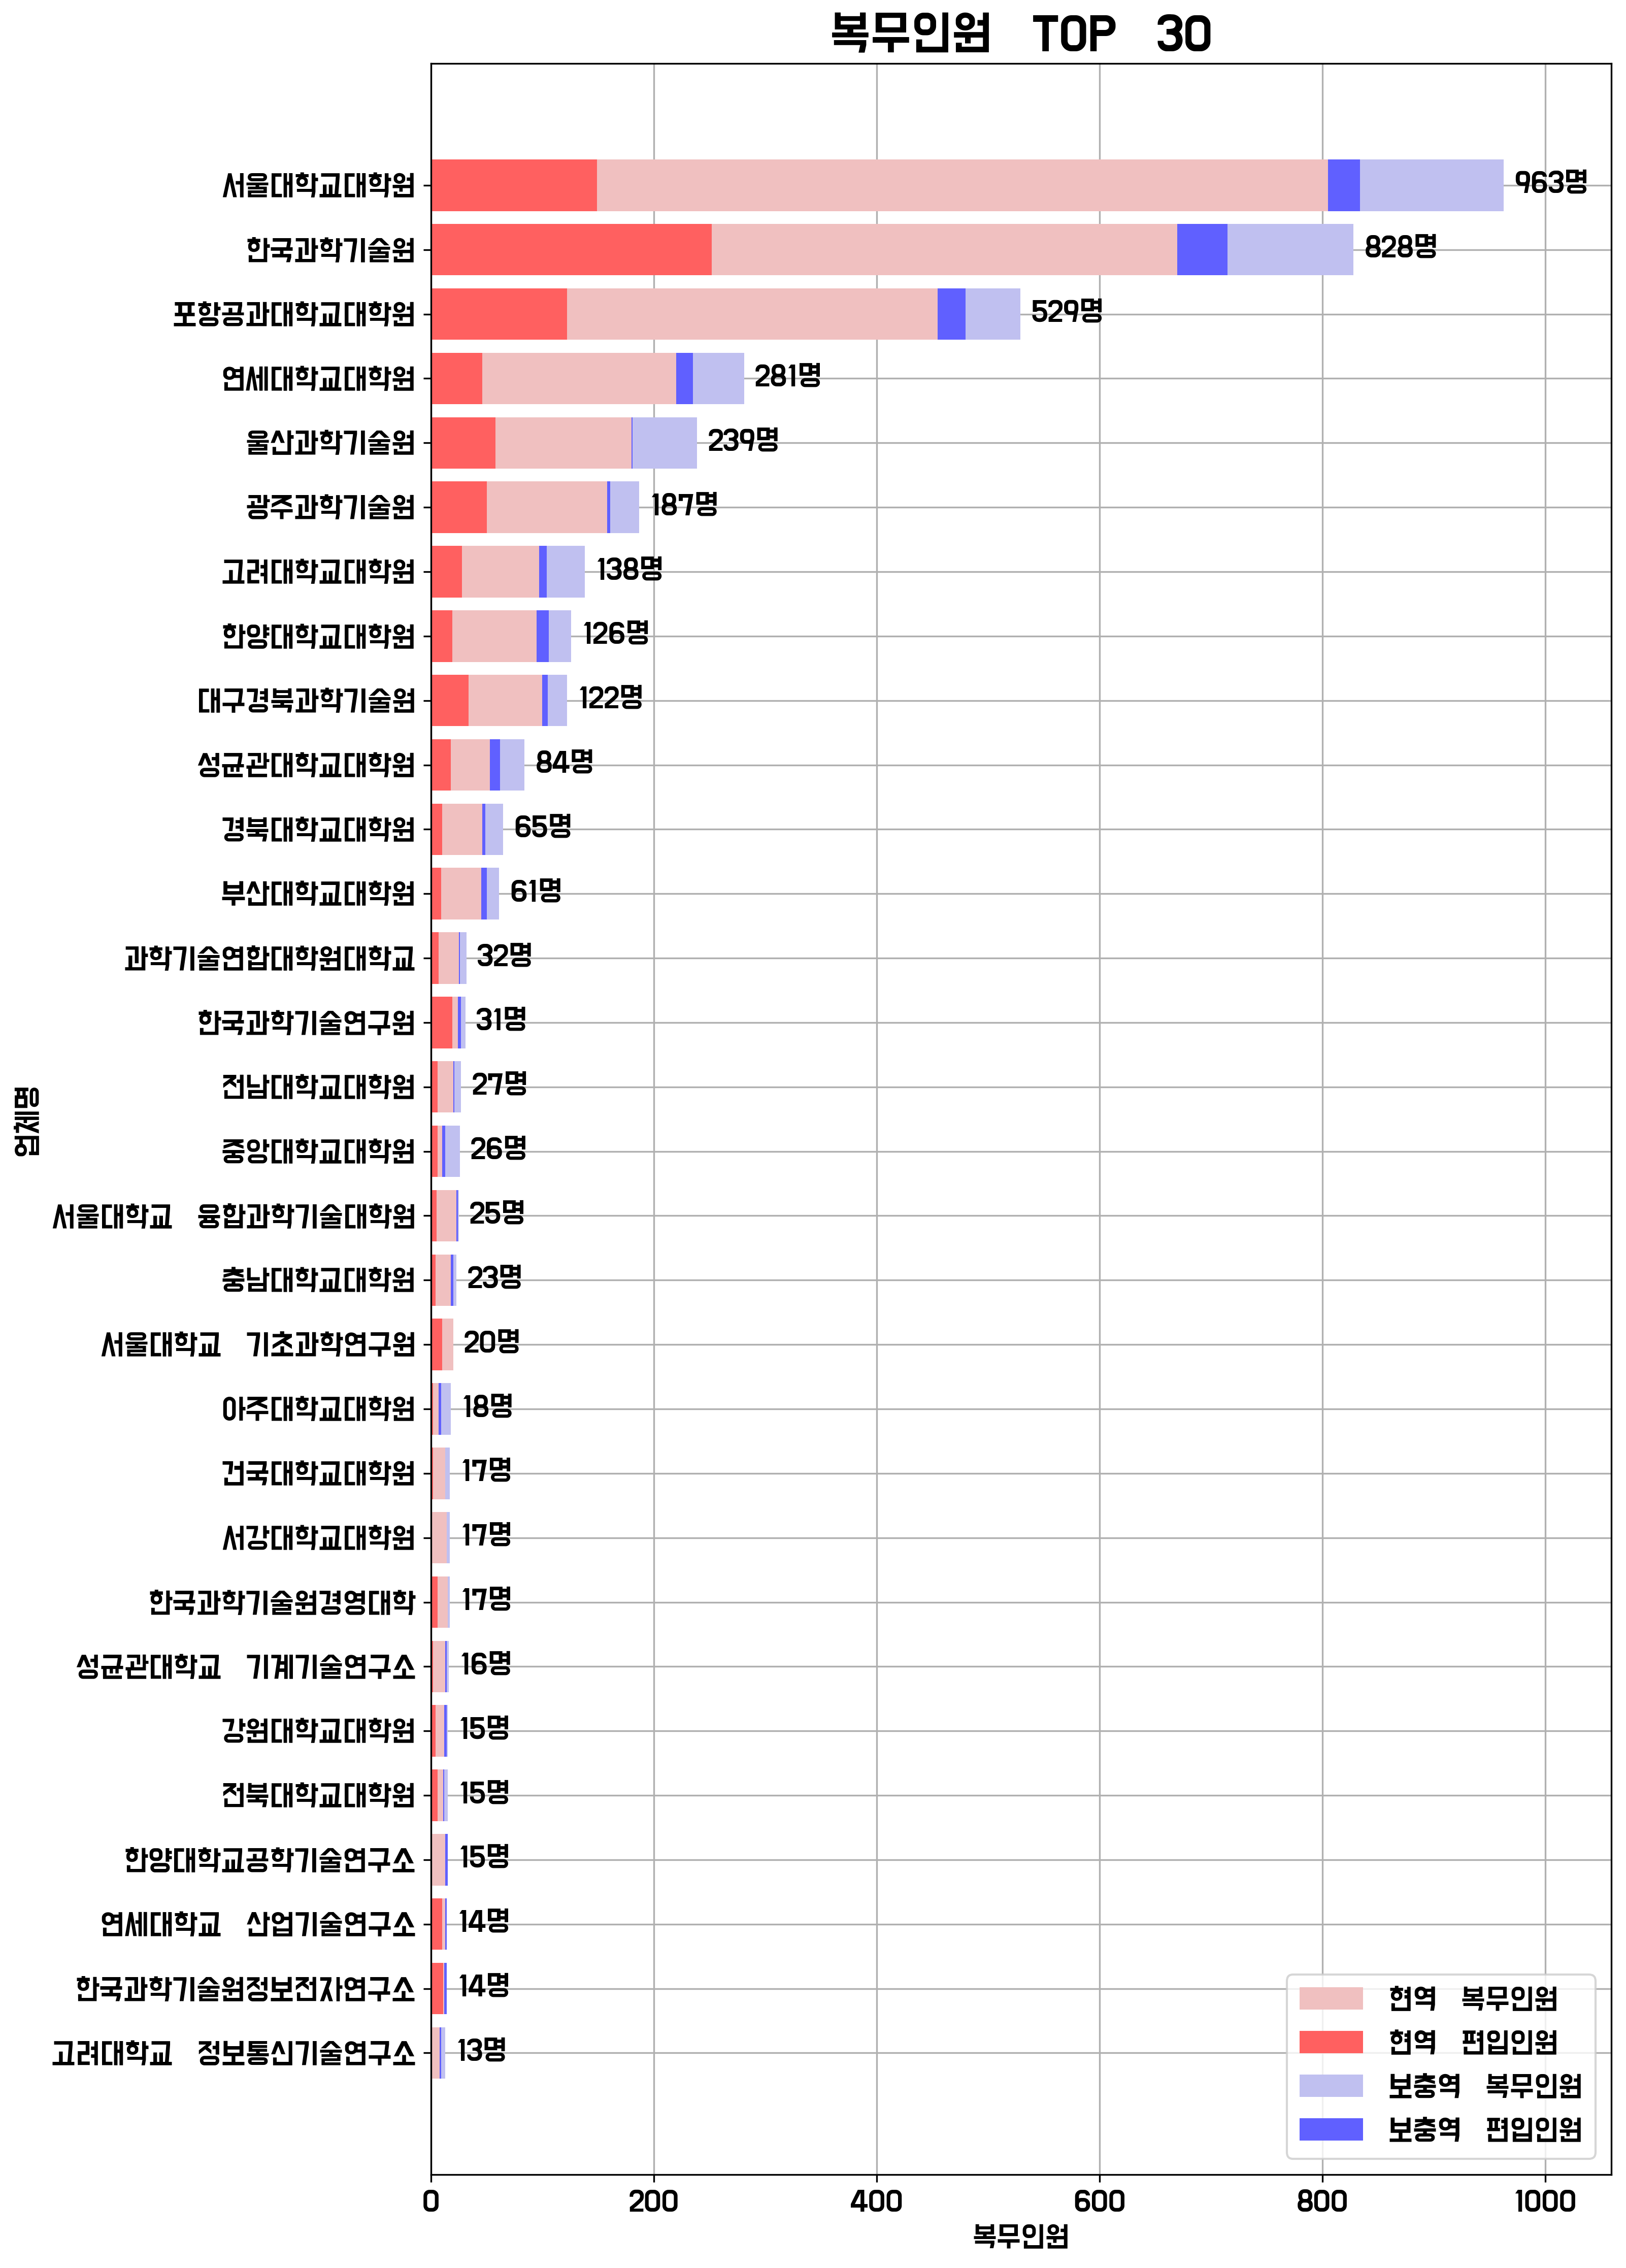 복무인원 TOP 30
서울대학교대학원 963명
한국과학기술원 828명
포항공과대학교대학원 529명
연세대학교대학원 281명
울산과학기술원 239명
광주과학기술원 187명
고려대학교대학원 138명
한양대학교대학원 126명
대구경북과학기술원 122명
성균관대학교대학원 84명
경북대학교대학원 65명
부산대학교대학원 61명
과학기술연합대학원대학교 32명
한국과학기술연구원 31명
전남대학교대학원 27명
중앙대학교대학원 26명
서울대학교 융합과학기술대학원 25명
충남대학교대학원 23명
서울대학교 기초과학연구원 20명
아주대학교대학원 18명
건국대학교대학원 17명
서강대학교대학원 17명
한국과학기술원경영대학 17명
성균관대학교 기계기술연구소 16명
강원대학교대학원 15명
전북대학교대학원 15명
한양대학교공학기술연구소 15명
연세대학교 산업기술연구소 14명
한국과학기술원정보전자연구소 14명
고려대학교 정보통신기술연구소 13명
업체명
현역 복무인원
현역 편입인원
보충역 복무인원
보충역 편입인원
0 200 400 600 800 1000
복무인원